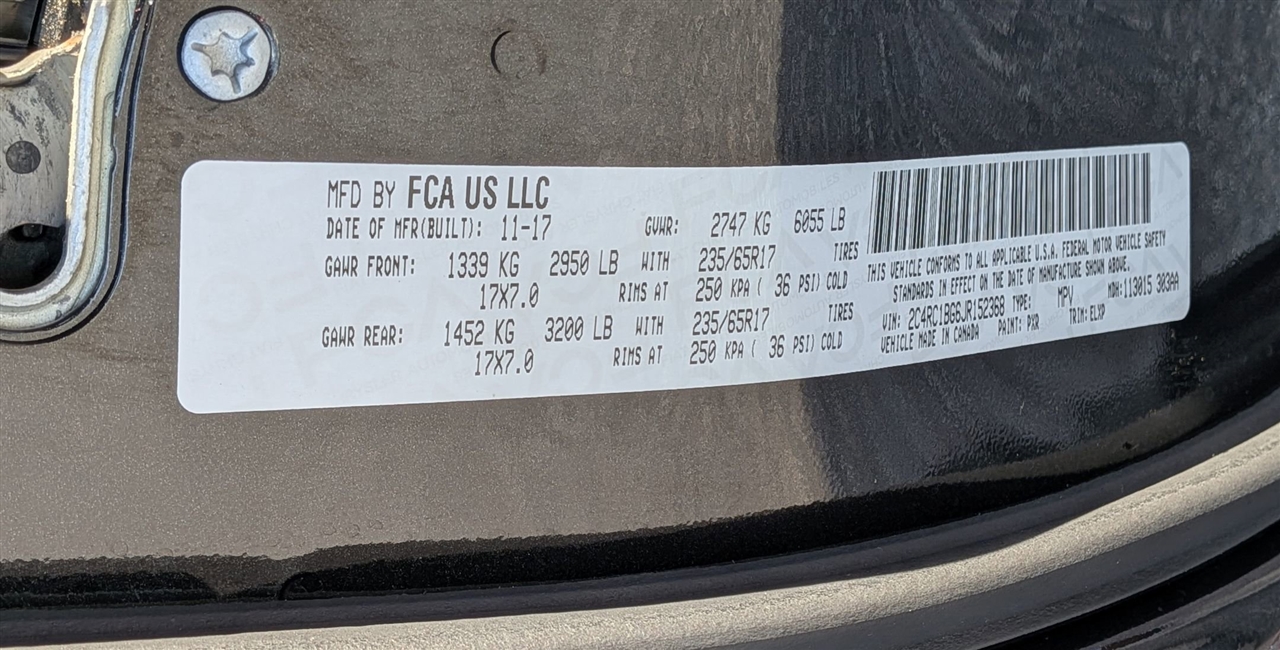 MFD BY FCA US LLC
DATE OF MFR(BUILT): 11-17 GVWR: 2747 KG 6055 LB
GAWR FRONT: 1339 KG 2950 LB WITH 235/65R17 TIRES
17X7.0 RIMS AT 250 KPA ( 36 PSI) COLD
GAWR REAR: 1452 KG 3200 LB WITH 235/65R17 TIRES
17X7.0 RIMS AT 250 KPA ( 36 PSI) COLD
THIS VEHICLE CONFORMS TO ALL APPLICABLE U.S.A. FEDERAL MOTOR VEHICLE SAFETY
STANDARDS IN EFFECT ON THE DATE OF MANUFACTURE SHOWN ABOVE.
VIN: 2C4RC1BG6JR152368 TYPE: MPV MDH: 113015 303AA
VEHICLE MADE IN CANADA PAINT: PXR TRIM: ELXP